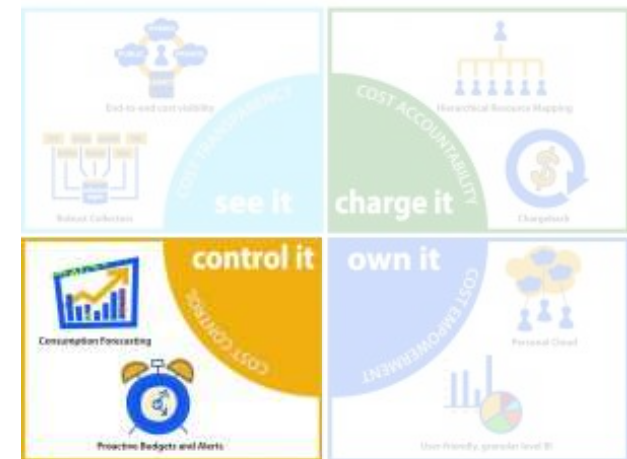 End-to-end cost visibility
COST TRANSPARENCY
Robust Collectors
see it
Hierarchical Resource Mapping
COST ACCOUNTABILITY
charge it
Chargeback
control it
COST CONTROL
Consumption Forecasting
Proactive Budgets and Alerts
own it
COST EMPOWERMENT
Personal Cloud
User-friendly, granular level BI